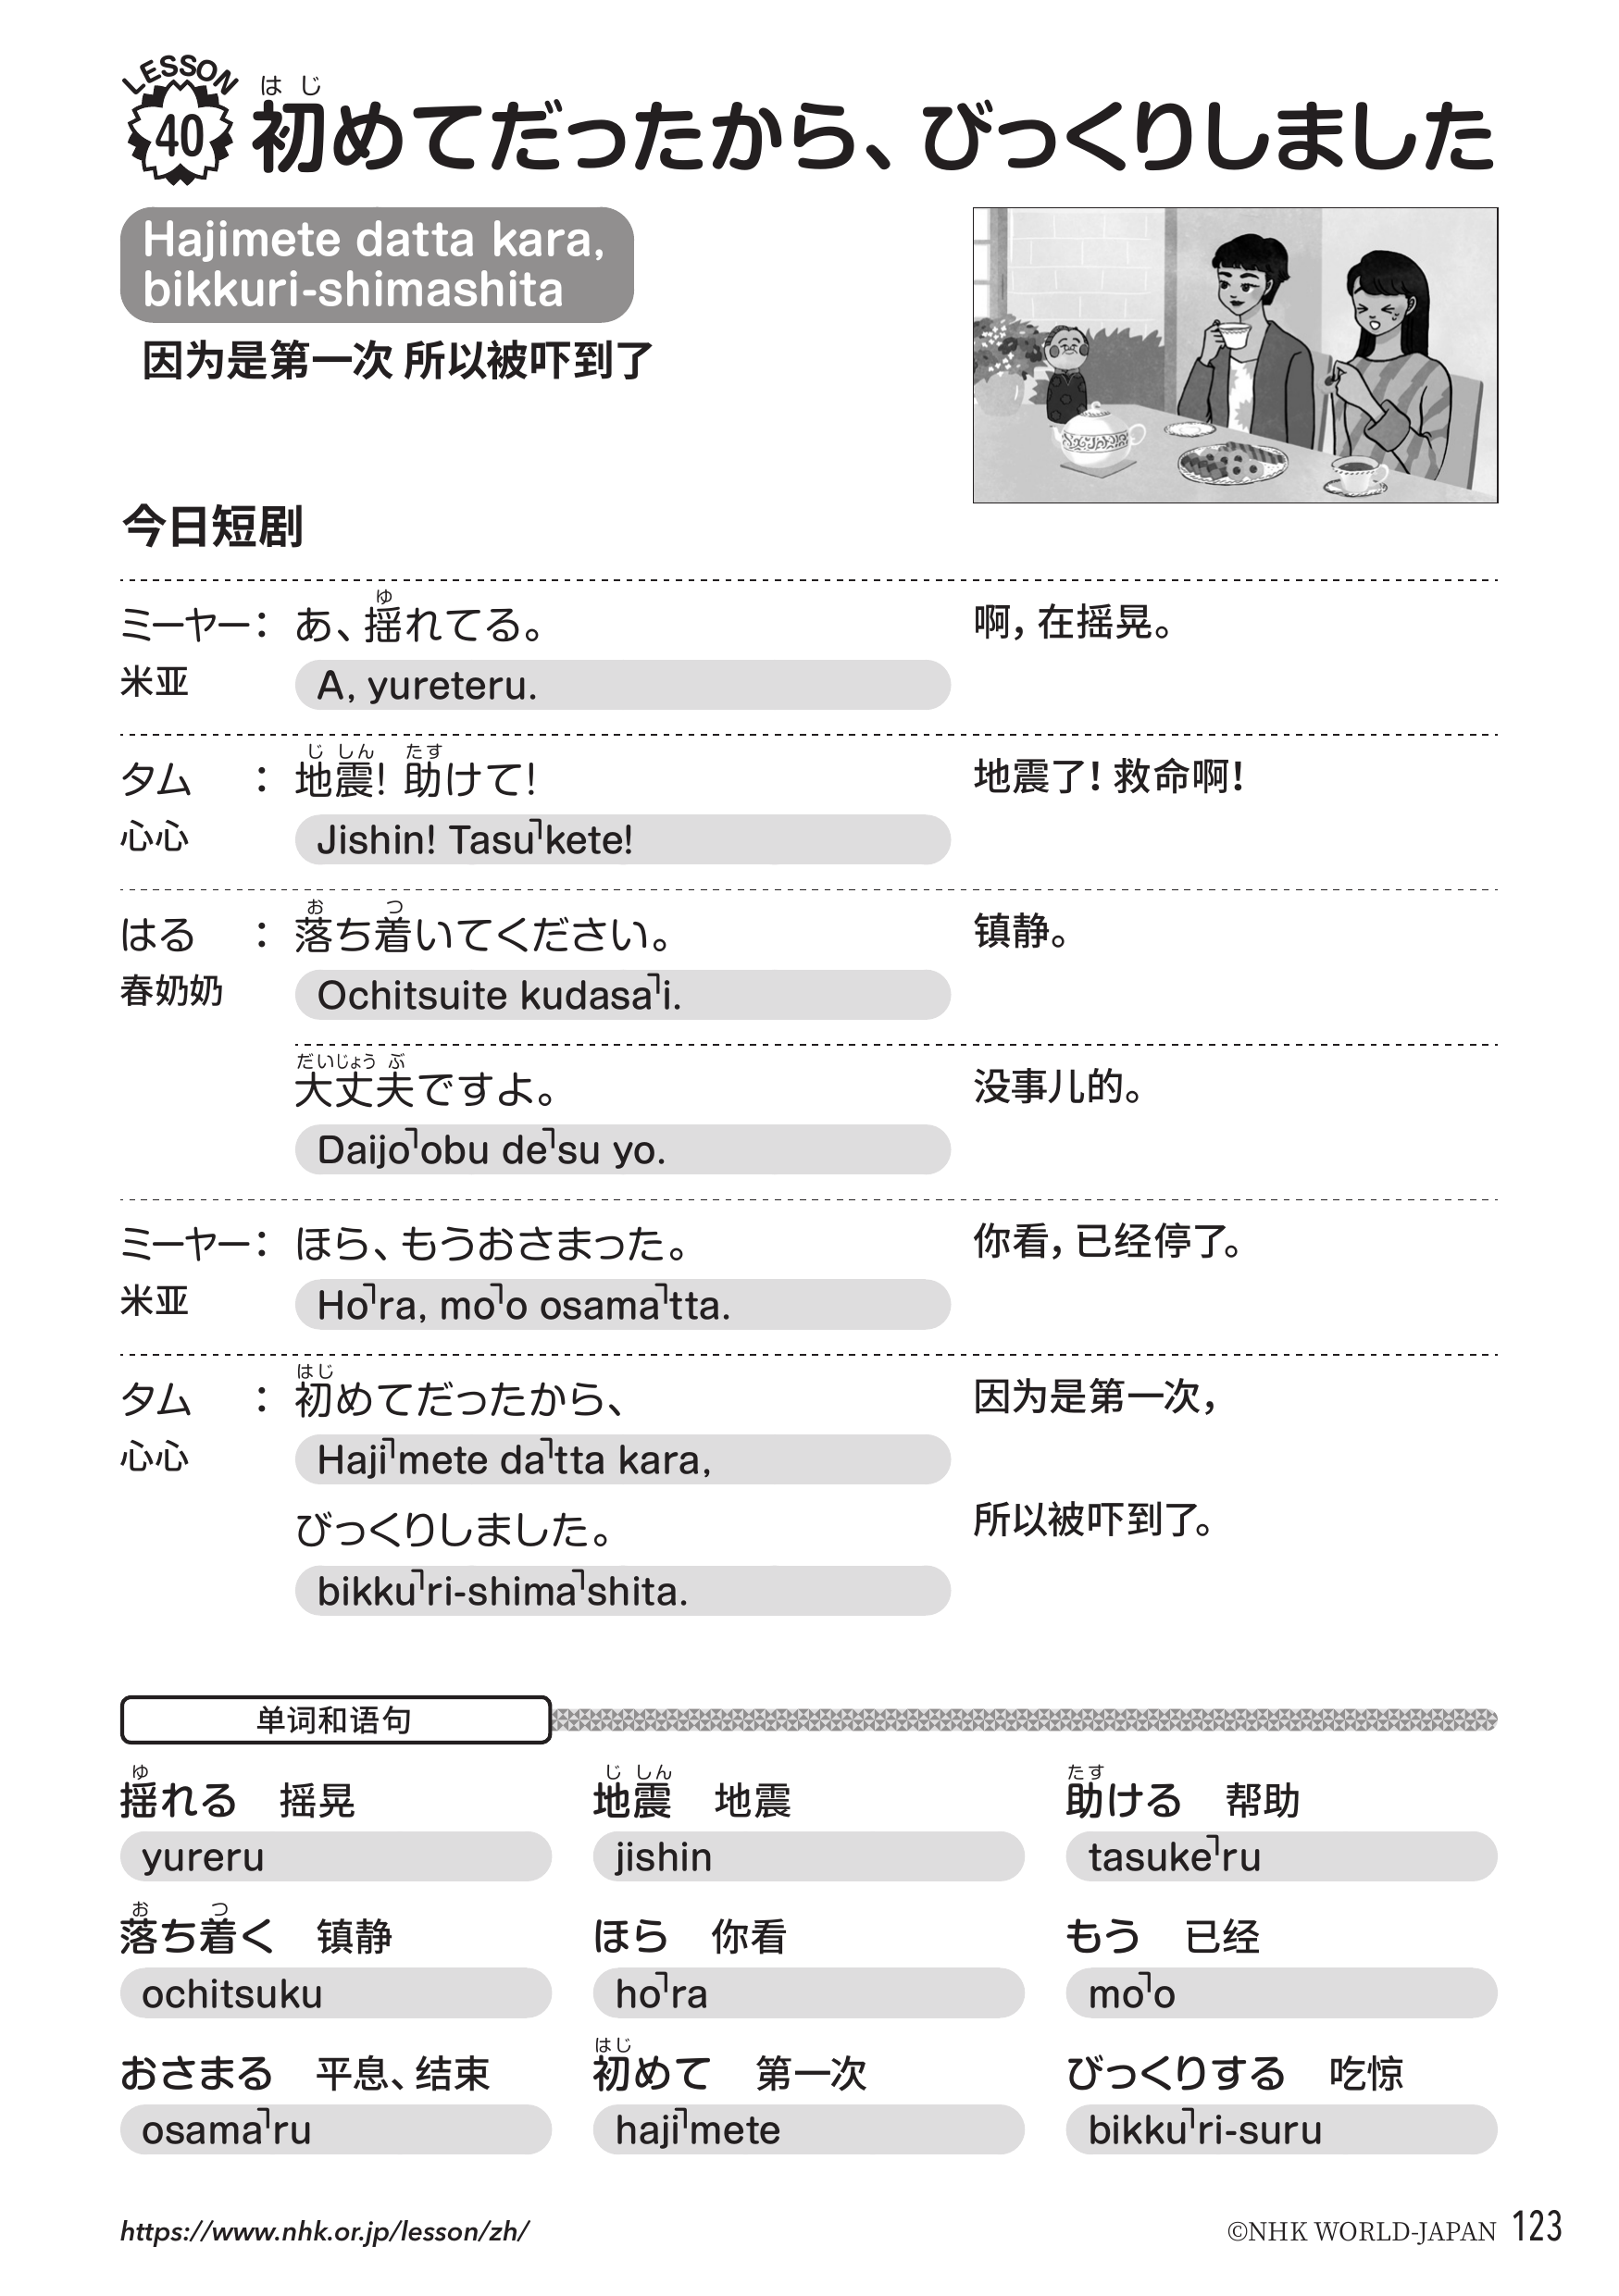 LESSON
40
はじ
初めてだったから、びっくりしました
Hajimete datta kara,
bikkuri-shimashita
因为是第一次 所以被吓到了
今日短剧
ゆ
ミーヤー： あ、揺れてる。 啊，在摇晃。
米亚 A, yureteru.
じ しん たす
タム ： 地震！ 助けて！ 地震了！救命啊！
心心 Jishin! Tasu˺kete!
お つ
はる ： 落ち着いてください。 镇静。
春奶奶 Ochitsuite kudasa˺i.
だいじょう ぶ
大丈夫ですよ。 没事儿的。
Daijo˺obu de˺su yo.
ミーヤー： ほら、もうおさまった。 你看，已经停了。
米亚 Ho˺ra, mo˺o osama˺tta.
はじ
タム ： 初めてだったから、 因为是第一次，
心心 Haji˺mete da˺tta kara,
びっくりしました。 所以被吓到了。
bikku˺ri-shima˺shita.
单词和语句
ゆ じ しん たす
揺れる 摇晃 地震 地震 助ける 帮助
yureru jishin tasuke˺ru
お つ
落ち着く 镇静 ほら 你看 もう 已经
ochitsuku ho˺ra mo˺o
はじ
おさまる 平息、结束 初めて 第一次 びっくりする 吃惊
osama˺ru haji˺mete bikku˺ri-suru
https://www.nhk.or.jp/lesson/zh/ ©NHK WORLD-JAPAN 123